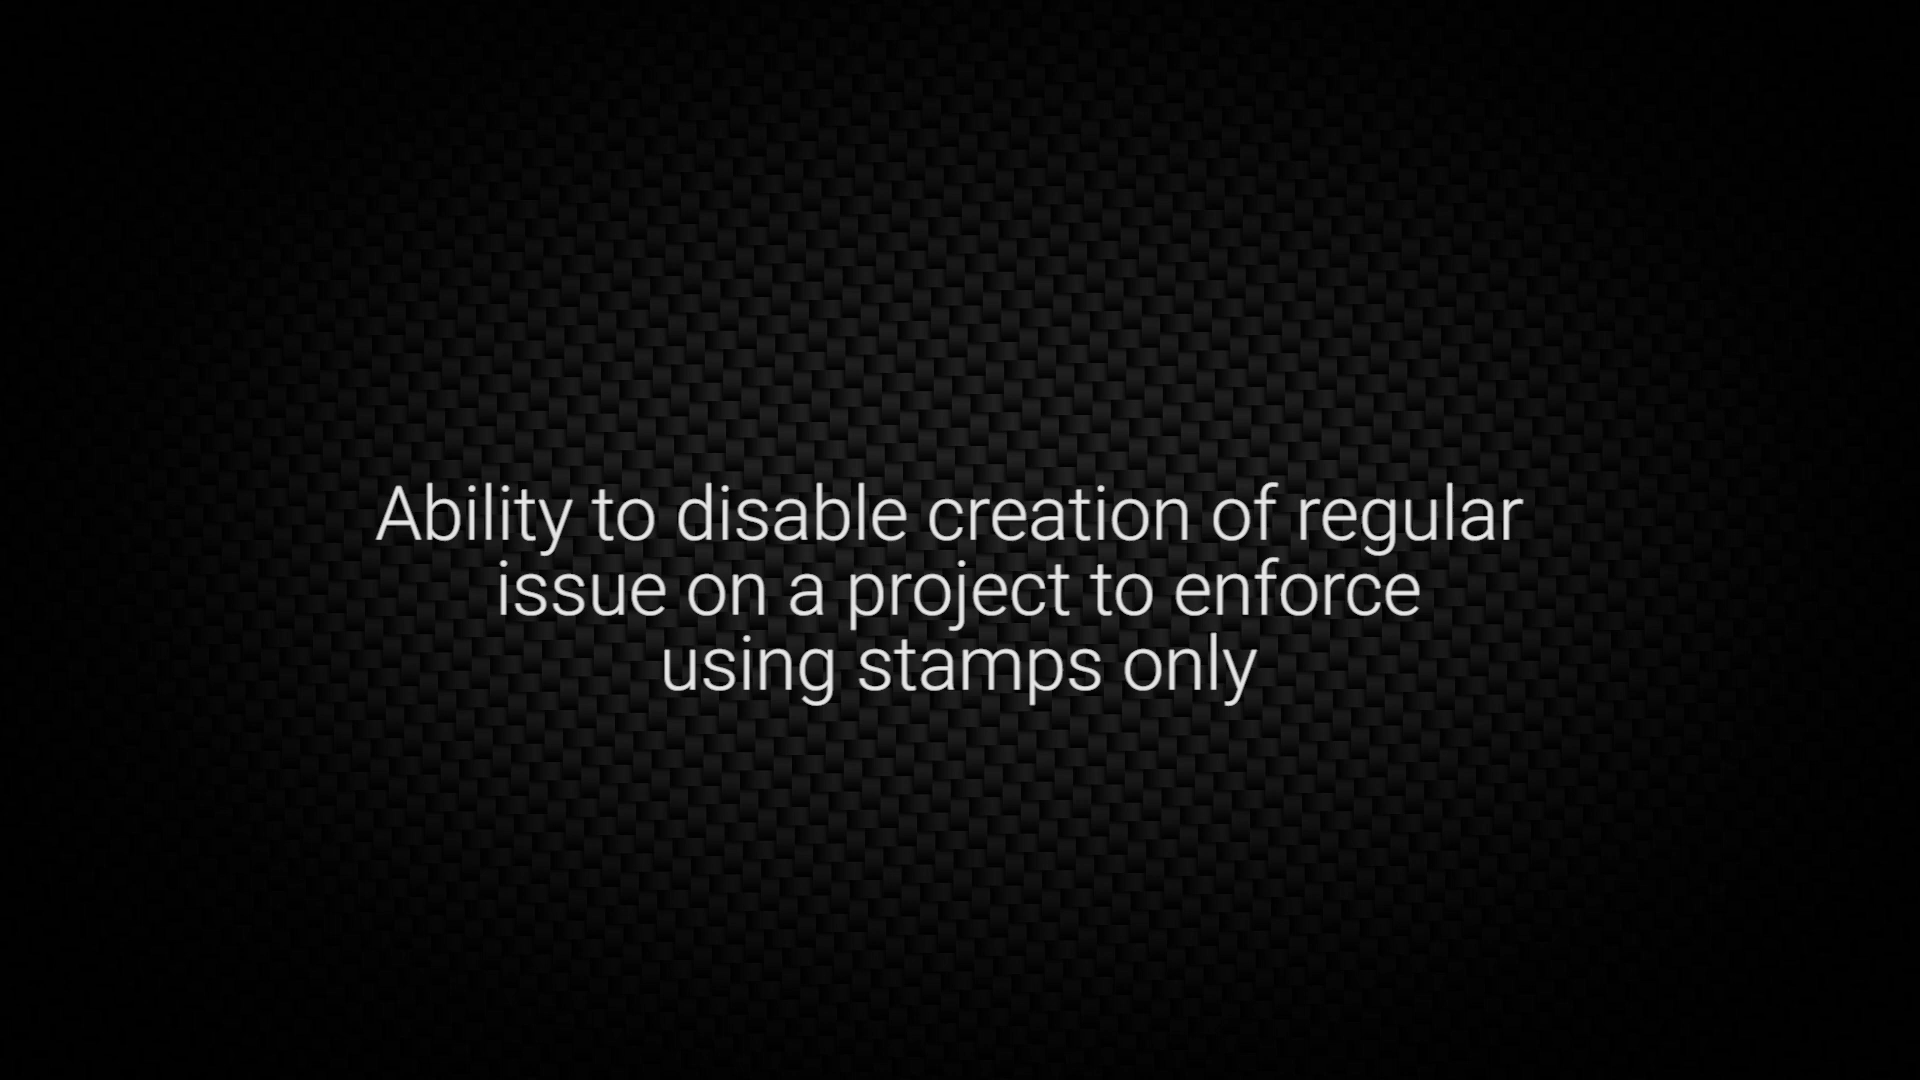 Ability to disable creation of regular
issue on a project to enforce
using stamps only